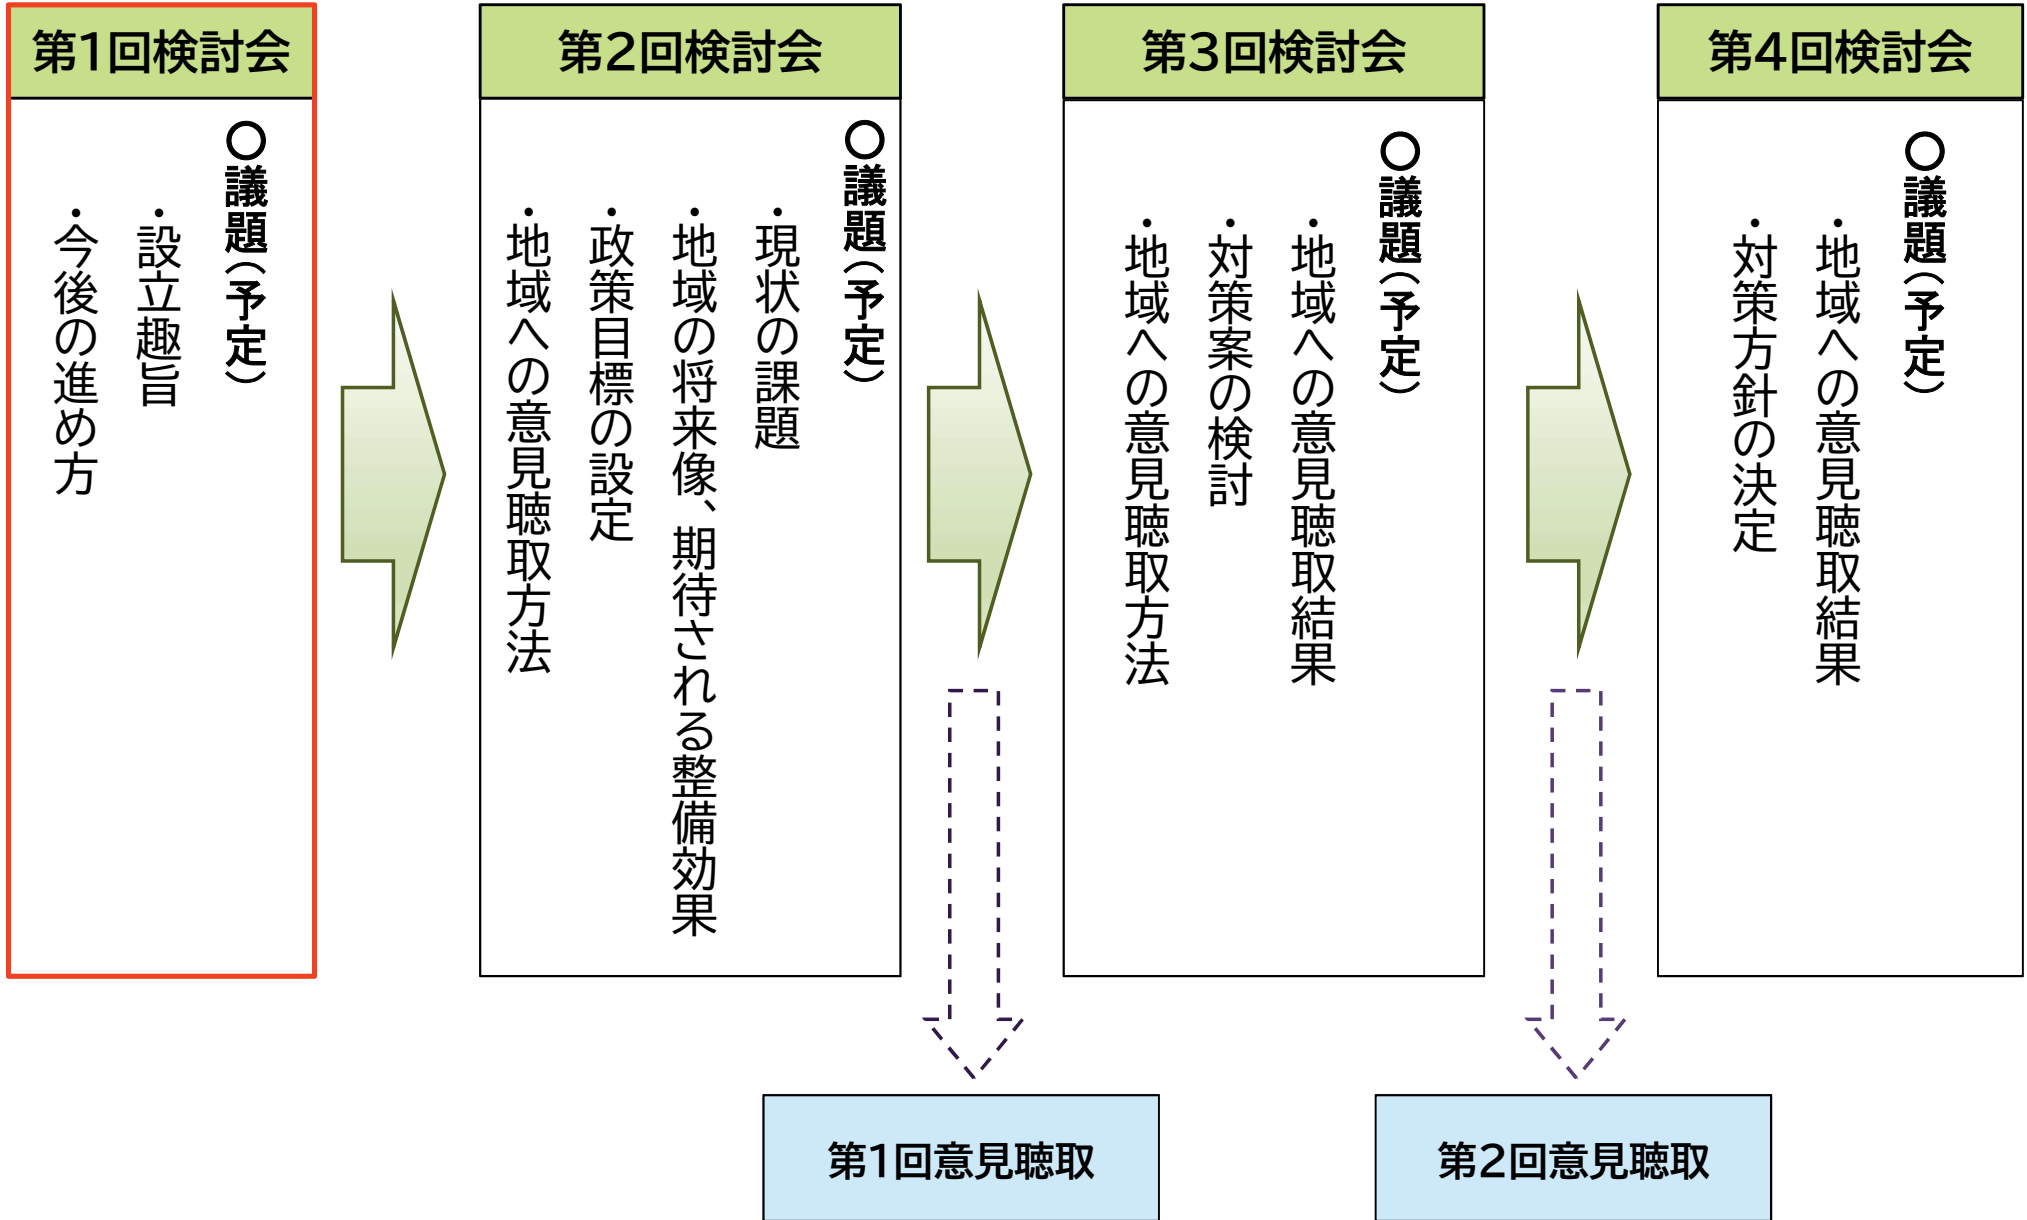 第1回検討会
〇議題（予定）
・設立趣旨
・今後の進め方
第2回検討会
〇議題（予定）
・現状の課題
・地域の将来像、期待される整備効果
・政策目標の設定
・地域への意見聴取方法
第3回検討会
〇議題（予定）
・地域への意見聴取結果
・対策案の検討
・地域への意見聴取方法
第4回検討会
〇議題（予定）
・地域への意見聴取結果
・対策方針の決定
第1回意見聴取
第2回意見聴取